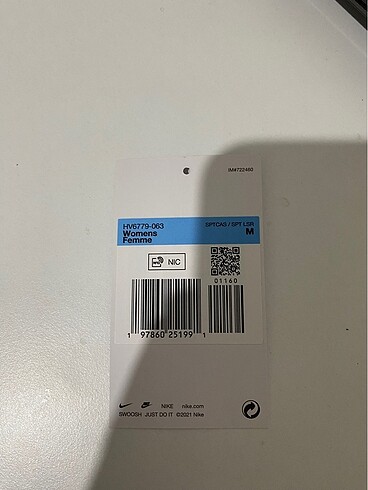 IM4722460
HV6779-063 SPTCAS / SPT LSR
Womens M
Femme
NIC
01160
1 97860 25199 1
NIKE nike.com
SWOOSH JUST DO IT ©2021 Nike